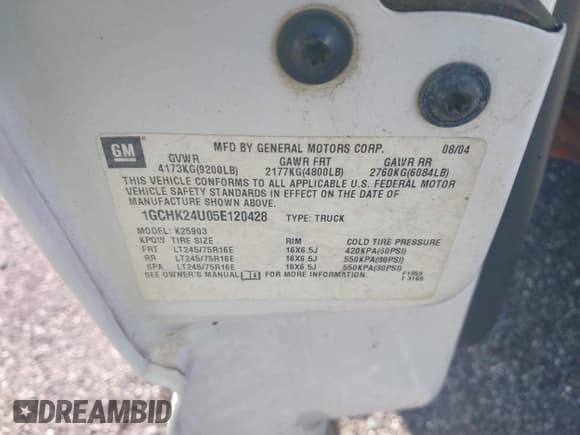 GM
MFD BY GENERAL MOTORS CORP. 08/04
GVWR GAWR FRT GAWR RR
4173KG(9200LB) 2177KG(4800LB) 2760KG(6084LB)
THIS VEHICLE CONFORMS TO ALL APPLICABLE U.S. FEDERAL MOTOR
VEHICLE SAFETY STANDARDS IN EFFECT ON THE DATE OF
MANUFACTURE SHOWN ABOVE.
1GCHK24U05E120428 TYPE: TRUCK
MODEL: K25903
KPQW TIRE SIZE RIM COLD TIRE PRESSURE
FRT LT245/75R16E 16X6.5J 420KPA(60PSI)
RR LT245/75R16E 16X6.5J 550KPA(80PSI)
SPA LT245/75R16E 16X6.5J 550KPA(80PSI)
SEE OWNER'S MANUAL FOR MORE INFORMATION.
DREAMBID